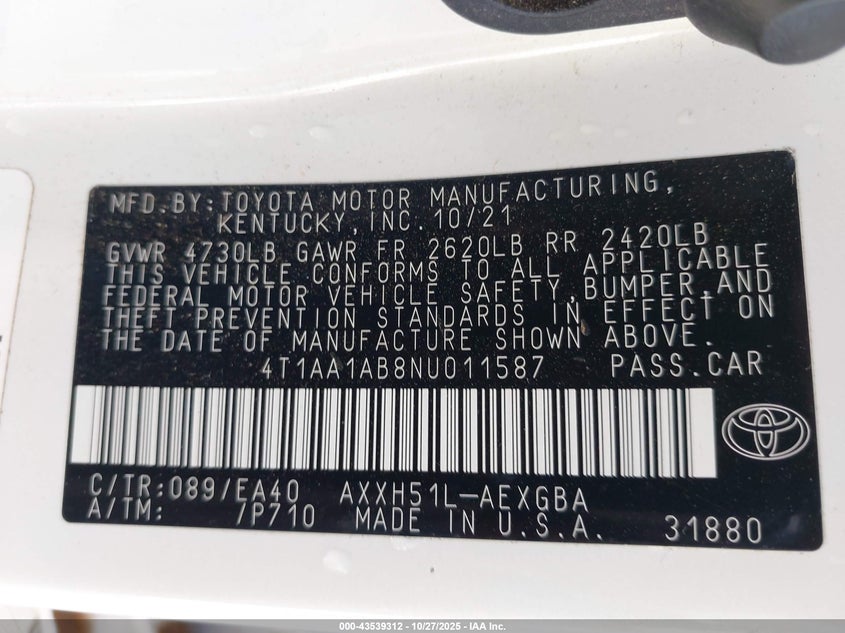 MFD.BY:TOYOTA MOTOR MANUFACTURING,
KENTUCKY,INC.10/21
GVWR 4730LB GAWR FR 2620LB RR 2420LB
THIS VEHICLE CONFORMS TO ALL APPLICABLE
FEDERAL MOTOR VEHICLE SAFETY,BUMPER,AND
THEFT PREVENTION STANDARDS IN EFFECT ON
THE DATE OF MANUFACTURE SHOWN ABOVE.
4T1AA1AB8NU011587 PASS.CAR
C/TR:089/EA40 AXXH51L-AEXGBA
A/TM: 7P710 MADE IN U.S.A. 31880
000-43539312 | 10/27/2025 - IAA Inc.